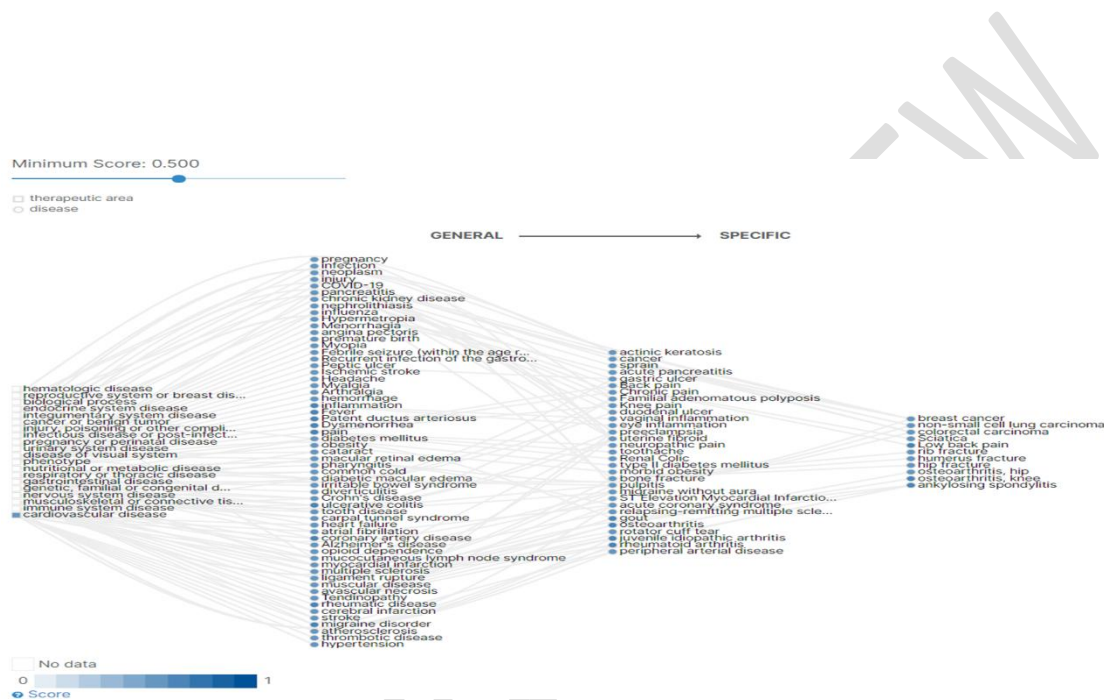 Minimum Score: 0.500
therapeutic area
disease
GENERAL
SPECIFIC
hematologic disease
reproductive system or breast dis...
biological process
endocrine system disease
integumentary system disease
cancer or benign tumor
injury, poisoning or other compli...
infectious disease or post-infect...
pregnancy or perinatal disease
urinary system disease
disease of visual system
phenotype
nutritional or metabolic disease
respiratory or thoracic disease
gastrointestinal disease
genetic, familial or congenital d...
nervous system disease
musculoskeletal or connective tis...
immune system disease
cardiovascular disease
pregnancy
infection
neoplasm
injury
COVID-19
pancreatitis
chronic kidney disease
nephrolithiasis
influenza
Hypermetropia
Menorrhagia
angina pectoris
premature birth
Myopia
Febrile seizure (within the age r...
Recurrent infection of the gastro...
Peptic ulcer
Ischemic stroke
Headache
Myalgia
Arthralgia
hemorrhage
inflammation
Fever
Patent ductus arteriosus
Dysmenorrhea
pain
diabetes mellitus
cataract
macular retinal edema
pharyngitis
common cold
diabetic macular edema
irritable bowel syndrome
diverticulitis
Crohn's disease
ulcerative colitis
tooth disease
carpal tunnel syndrome
heart failure
atrial fibrillation
coronary artery disease
Alzheimer's disease
opioid dependence
mucocutaneous lymph node syndrome
myocardial infarction
multiple sclerosis
ligament rupture
muscular disease
avascular necrosis
Tendinopathy
rheumatic disease
cerebral infarction
stroke
migraine disorder
atherosclerosis
thrombotic disease
hypertension
actinic keratosis
cancer
sprain
acute pancreatitis
gastric ulcer
Back pain
Chronic pain
Familial adenomatous polyposis
Knee pain
duodenal ulcer
vaginal inflammation
eye inflammation
uterine fibroid
neuropathic pain
toothache
Renal Colic
type II diabetes mellitus
morbid obesity
bone fracture
preeclampsia
pulpitis
migraine without aura
ST Elevation Myocardial Infarctio...
acute coronary syndrome
relapsing-remitting multiple scle...
gout
osteoarthritis
rotator cuff tear
juvenile idiopathic arthritis
rheumatoid arthritis
peripheral arterial disease
obesity
breast cancer
non-small cell lung carcinoma
colorectal carcinoma
Sciatica
Low back pain
rib fracture
humerus fracture
hip fracture
osteoarthritis, hip
osteoarthritis, knee
ankylosing spondylitis
No data
0
1
Score